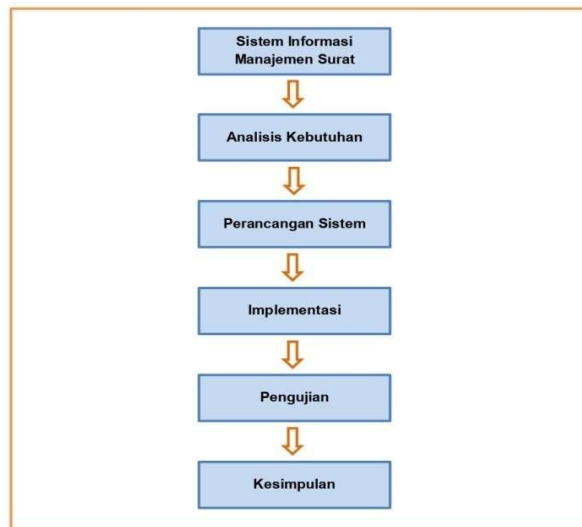 Sistem Informasi
Manajemen Surat
Analisis Kebutuhan
Perancangan Sistem
Implementasi
Pengujian
Kesimpulan